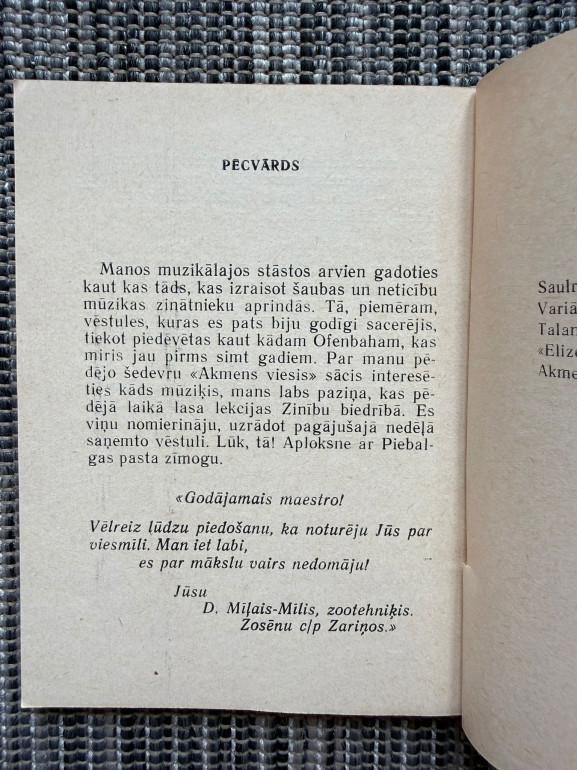 PĒCVĀRDS
Manos muzikālajos stāstos arvien gadoties
kaut kas tāds, kas izraisot šaubas un neticību
mūzikas zinātnieku aprindās. Tā, piemēram,
vēstules, kuras es pats biju godīgi sacerējis,
tiekot piedēvētas kaut kādam Ofenbaham, kas
miris jau pirms simt gadiem. Par manu pē-
dējo šedevru «Akmens viesis» sācis interesē-
ties kāds mūziķis, mans labs paziņa, kas pē-
dējā laikā lasa lekcijas Zinību biedrībā. Es
viņu nomierināju, uzrādot pagājušajā nedēļā
saņemto vēstuli. Lūk, tā! Aploksne ar Piebal-
gas pasta zīmogu.
«Godājamais maestro!
Vēlreiz lūdzu piedošanu, ka noturēju Jūs par
viesmīli. Man iet labi,
es par mākslu vairs nedomāju!
Jūsu
D. Mīļais-Mīlis, zootehniķis.
Zosēnu c/p Zariņos.»
Variā
Talan
«Elizo
Akme